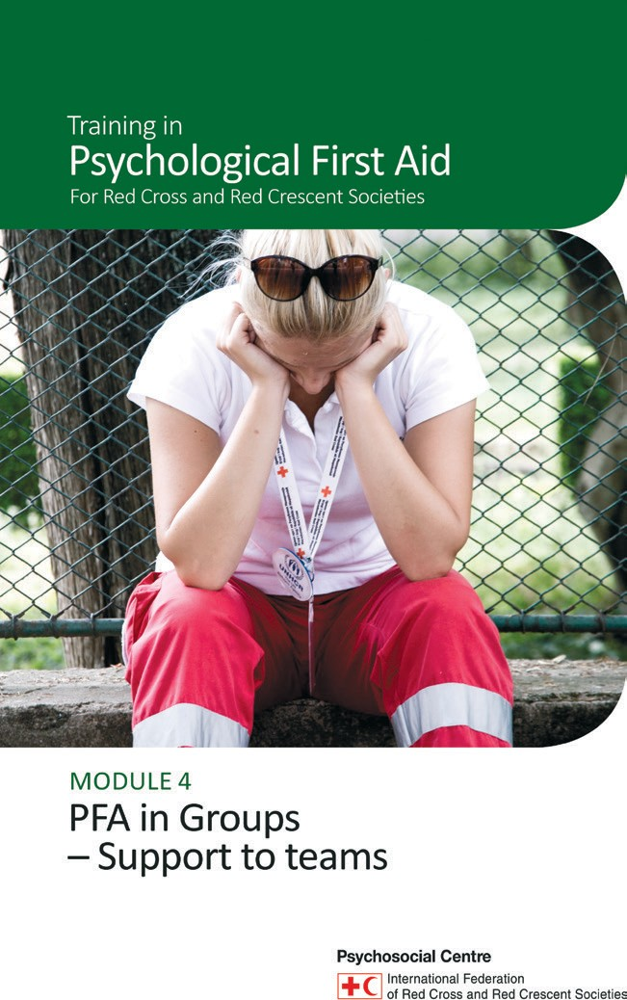 Training in
Psychological First Aid
For Red Cross and Red Crescent Societies
UNHCR
MODULE 4
PFA in Groups
– Support to teams
Psychosocial Centre
International Federation
of Red Cross and Red Crescent Societies